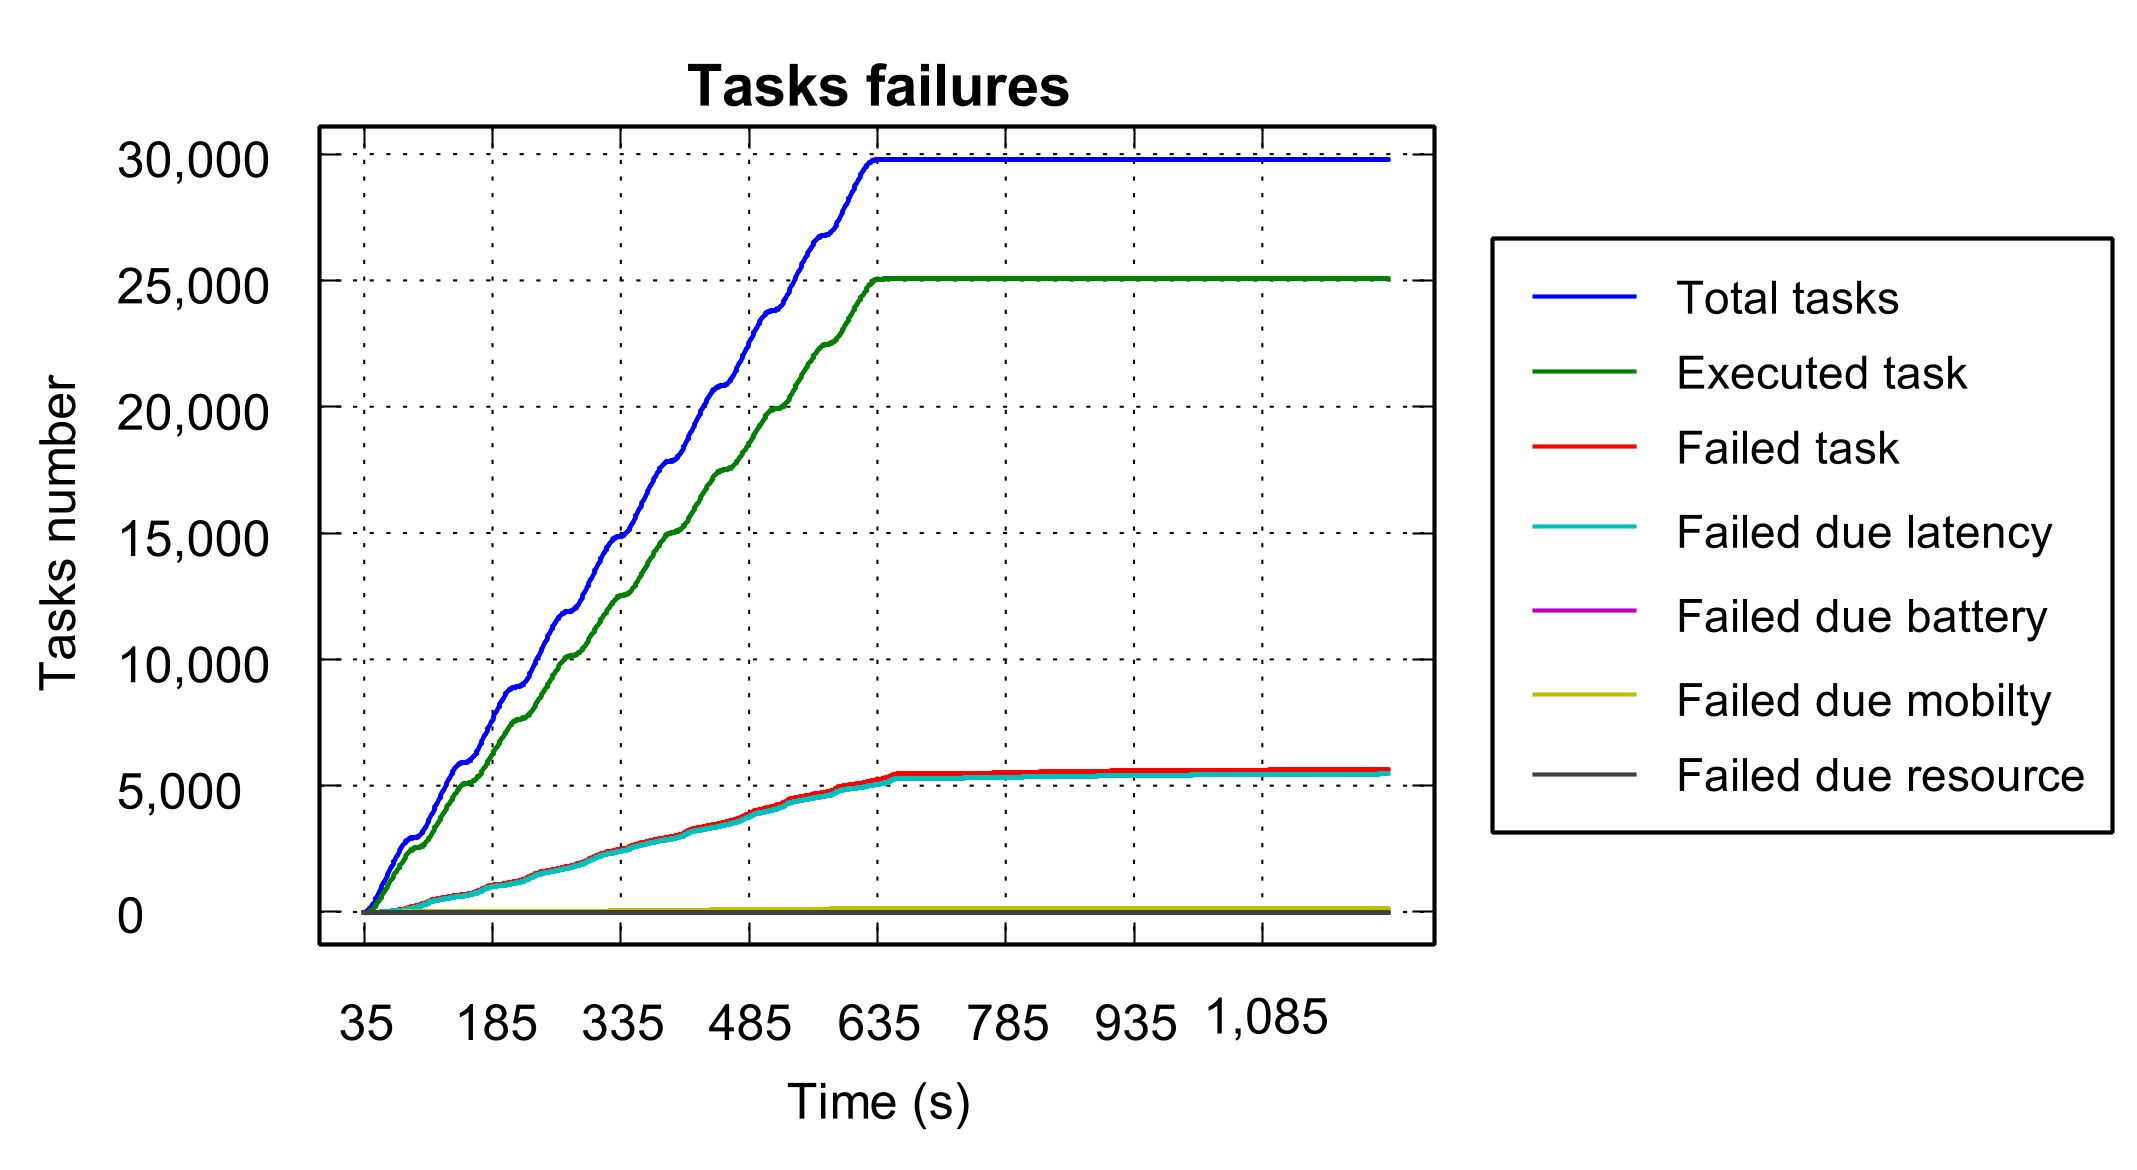 Tasks failures
30,000
25,000
20,000
15,000
10,000
5,000
0
Tasks number
35 185 335 485 635 785 935 1,085
Time (s)
Total tasks
Executed task
Failed task
Failed due latency
Failed due battery
Failed due mobilty
Failed due resource